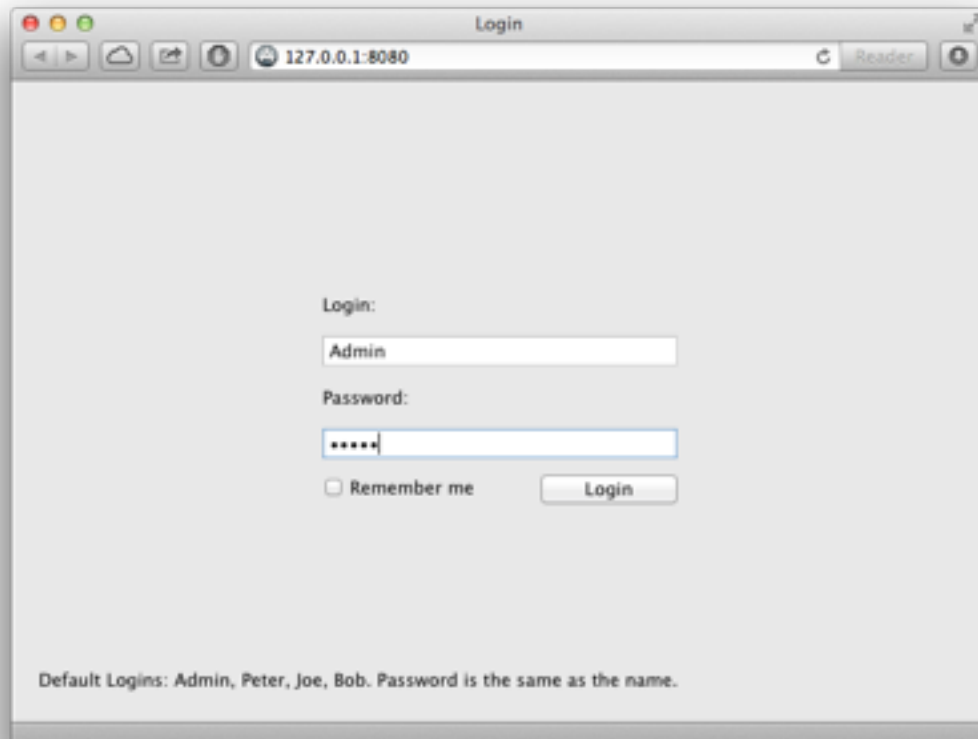 Login
127.0.0.1:8080
Reader
Login:
Admin
Password:
•••••
Remember me
Login
Default Logins: Admin, Peter, Joe, Bob. Password is the same as the name.